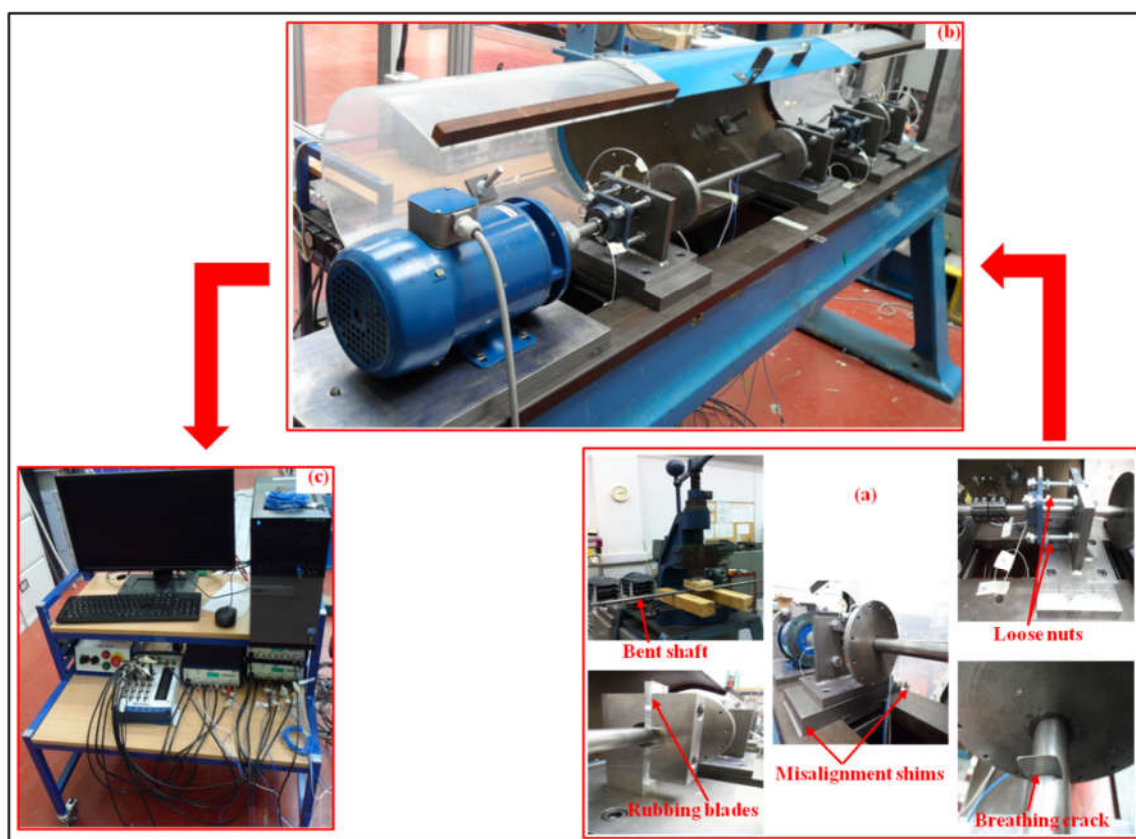 (b)
(c)
(a)
Bent shaft
Loose nuts
Misalignment shims
Rubbing blades
Breathing crack